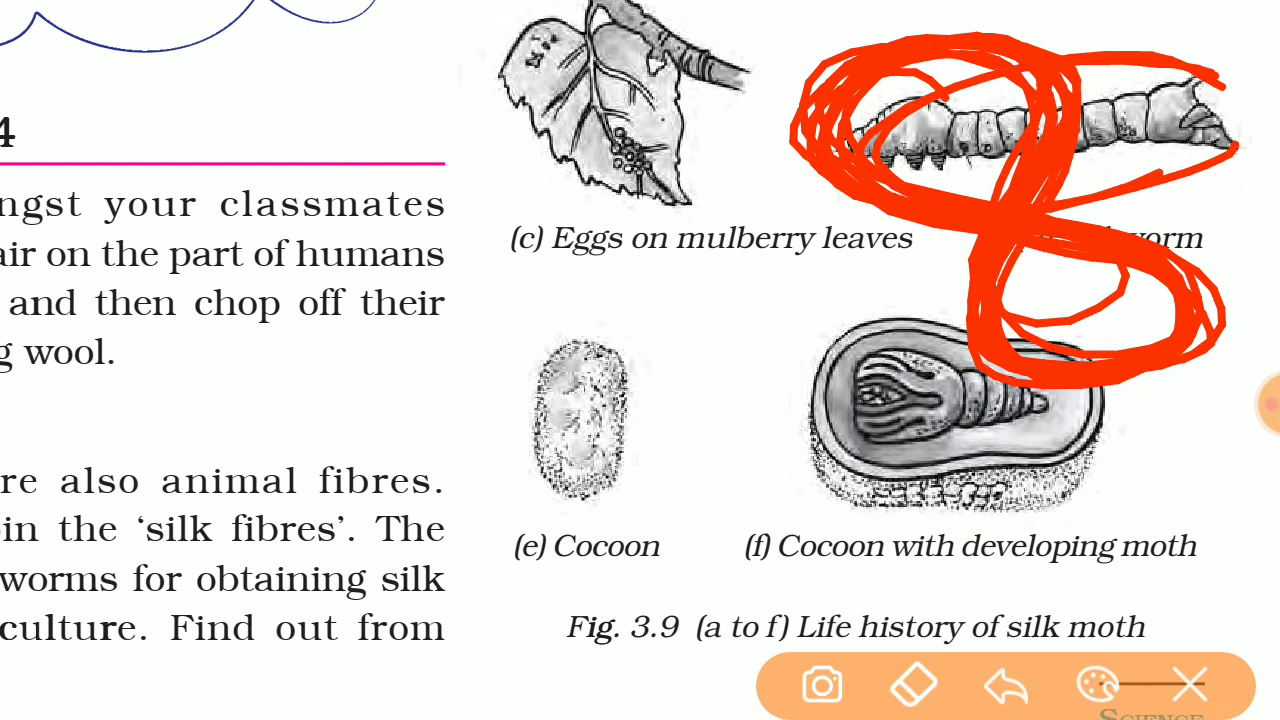 4
ngst your classmates
air on the part of humans
and then chop off their
g wool.
re also animal fibres.
in the ‘silk fibres’. The
worms for obtaining silk
culture. Find out from
(c) Eggs on mulberry leaves
worm
(e) Cocoon
(f) Cocoon with developing moth
Fig. 3.9 (a to f) Life history of silk moth
SCIENCE